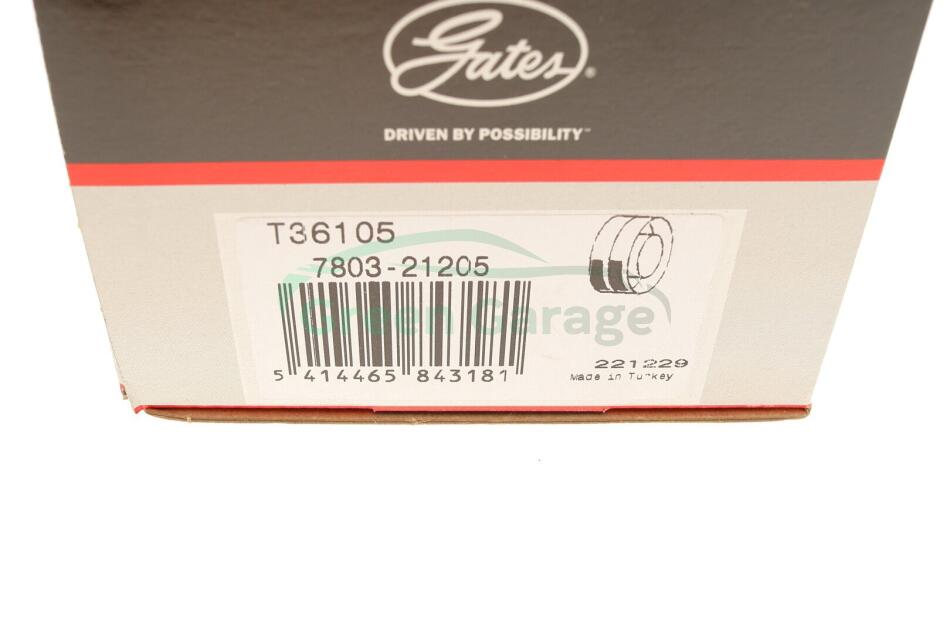 Gates®
DRIVEN BY POSSIBILITY™
T36105
7803-21205
Green Garage
5 414465 843181
221229
Made in Turkey